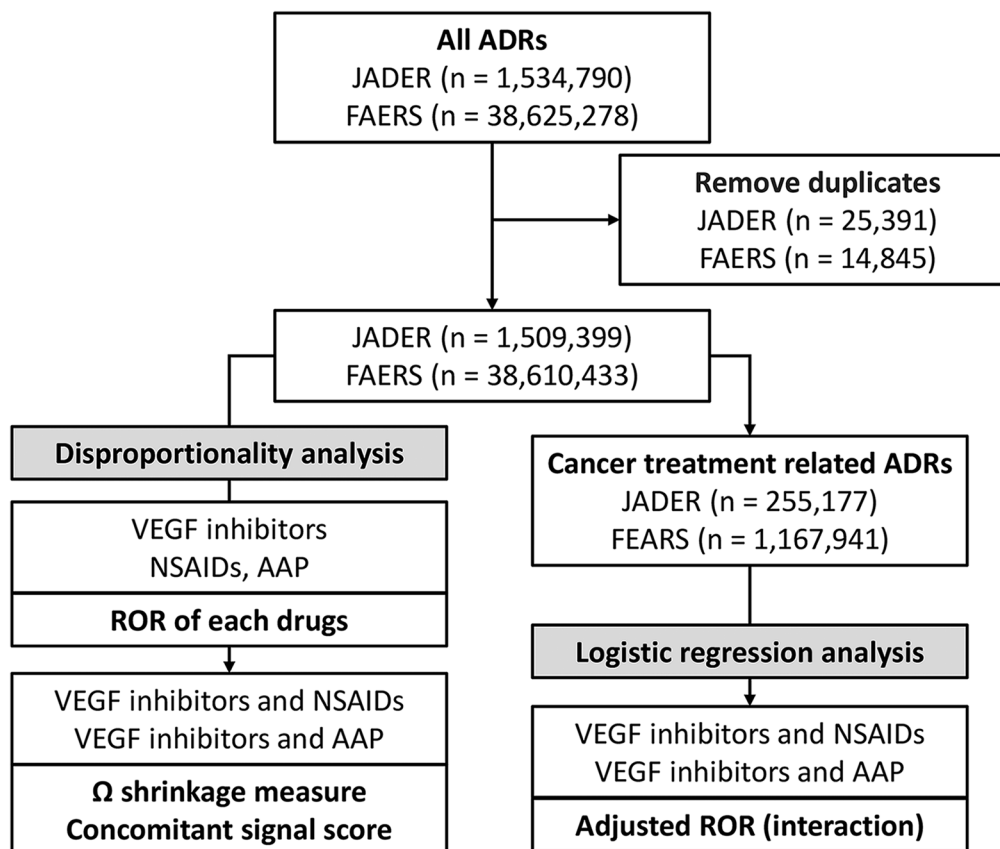 All ADRs
JADER (n = 1,534,790)
FAERS (n = 38,625,278)
Remove duplicates
JADER (n = 25,391)
FAERS (n = 14,845)
JADER (n = 1,509,399)
FAERS (n = 38,610,433)
Disproportionality analysis
VEGF inhibitors
NSAIDs, AAP
ROR of each drugs
VEGF inhibitors and NSAIDs
VEGF inhibitors and AAP
Ω shrinkage measure
Concomitant signal score
Cancer treatment related ADRs
JADER (n = 255,177)
FEARS (n = 1,167,941)
Logistic regression analysis
VEGF inhibitors and NSAIDs
VEGF inhibitors and AAP
Adjusted ROR (interaction)